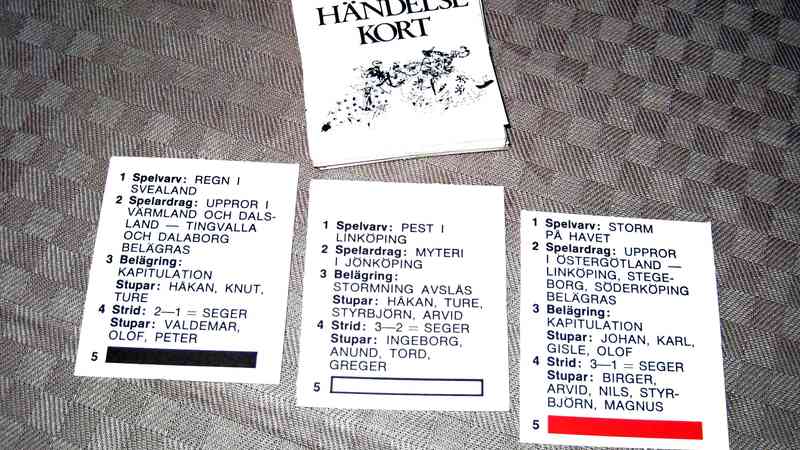 HÄNDELSE
KORT
1 Spelvarv: REGN I
SVEALAND
2 Spelardrag: UPPROR I
VÄRMLAND OCH DALS-
LAND — TINGVALLA
OCH DALABORG
BELÄGRAS
3 Belägring:
KAPITULATION
Stupar: HÅKAN, KNUT,
TURE
4 Strid: 2—1 = SEGER
Stupar: VALDEMAR,
OLOF, PETER
5
1 Spelvarv: PEST I
LINKÖPING
2 Spelardrag: MYTERI
I JÖNKÖPING
3 Belägring:
STORMNING AVSLÅS
Stupar: HÅKAN, TURE,
STYRBJÖRN, ARVID
4 Strid: 3—2 = SEGER
Stupar: INGEBORG,
ANUND, TORD,
GREGER
5
1 Spelvarv: STORM
PÅ HAVET
2 Spelardrag: UPPROR
I ÖSTERGÖTLAND —
LINKÖPING, STEGE-
BORG, SÖDERKÖPING
BELÄGRAS
3 Belägring:
KAPITULATION
Stupar: JOHAN, KARL,
GISLE, OLOF
4 Strid: 3—1 = SEGER
Stupar: BIRGER,
ARVID, NILS, STYR-
BJÖRN, MAGNUS
5